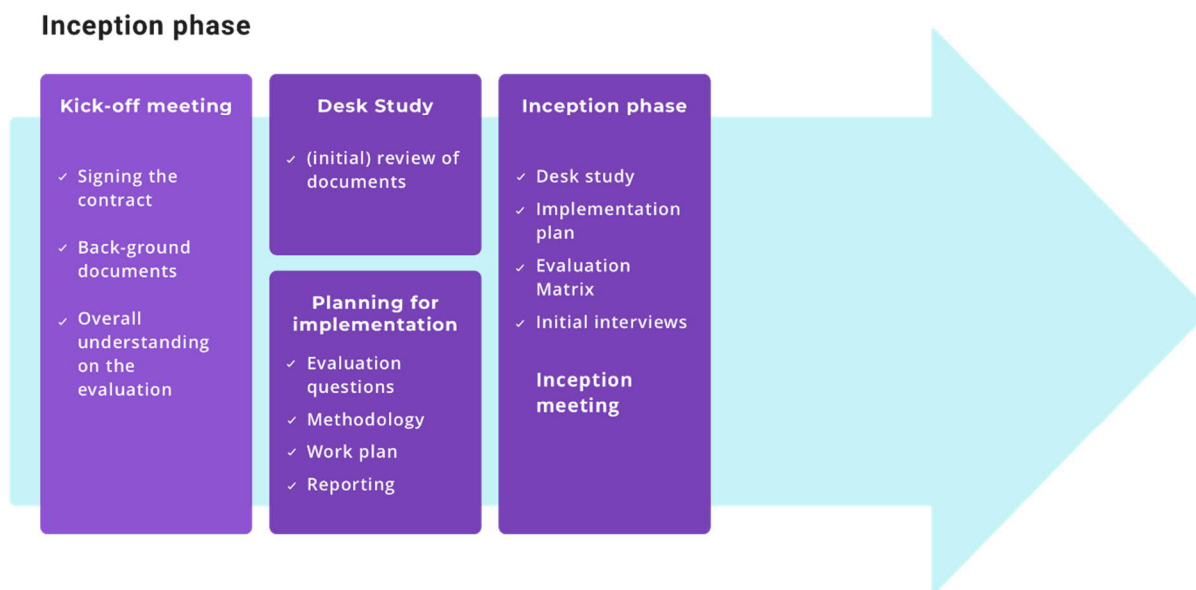 Inception phase
Kick-off meeting
✓ Signing the
contract
✓ Back-ground
documents
✓ Overall
understanding
on the
evaluation
Desk Study
✓ (initial) review of
documents
Planning for
implementation
✓ Evaluation
questions
✓ Methodology
✓ Work plan
✓ Reporting
Inception phase
✓ Desk study
✓ Implementation
plan
✓ Evaluation
Matrix
✓ Initial interviews
Inception
meeting